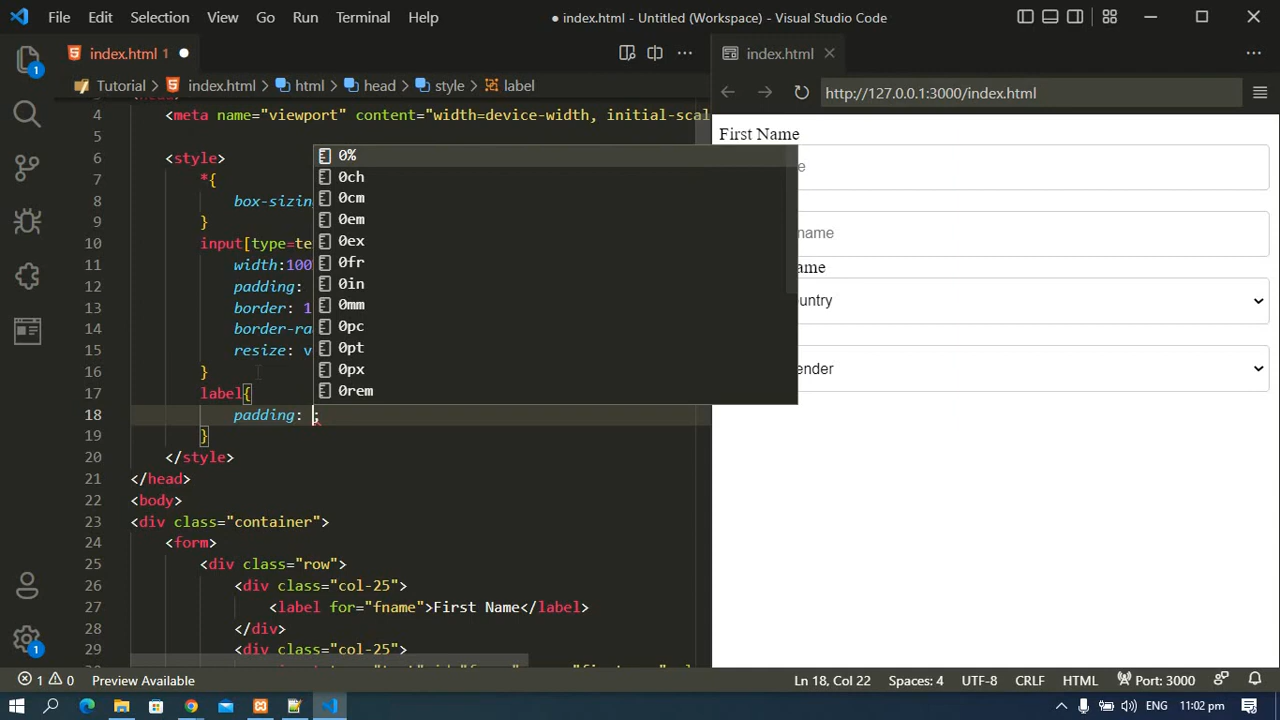 File Edit Selection View Go Run Terminal Help
● index.html - Untitled (Workspace) - Visual Studio Code
index.html 1 ●
index.html
Tutorial > index.html > html > head > style > label
http://127.0.0.1:3000/index.html
4 <meta name="viewport" content="width=device-width, initial-scal
5
6 <style>
7 *{
8 box-sizin
9 }
10 input[type=te
11 width:100
12 padding:
13 border: 1
14 border-ra
15 resize: v
16 }
17 label{
18 padding: ;
19 }
20 </style>
21 </head>
22 <body>
23 <div class="container">
24 <form>
25 <div class="row">
26 <div class="col-25">
27 <label for="fname">First Name</label>
28 </div>
29 <div class="col-25">
0%
0ch
0cm
0em
0ex
0fr
0in
0mm
0pc
0pt
0px
0rem
First Name
e
name
ame
untry
ender
1
1
1 0 Preview Available
Ln 18, Col 22 Spaces: 4 UTF-8 CRLF HTML Port: 3000
ENG 11:02 pm